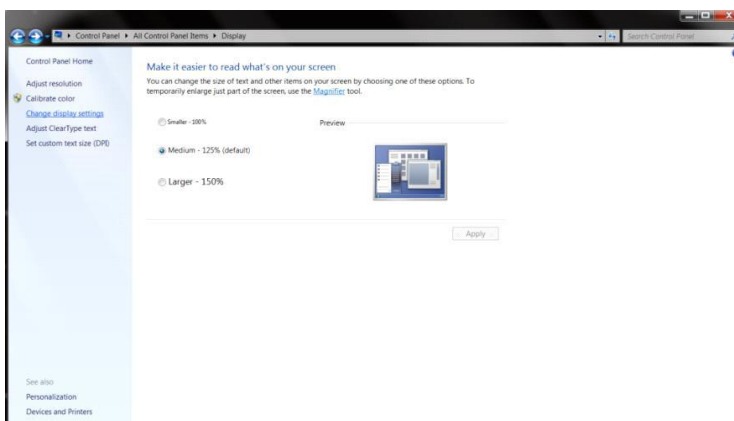 Control Panel ▸ All Control Panel Items ▸ Display
Search Control Panel
Control Panel Home
Adjust resolution
Calibrate color
Change display settings
Adjust ClearType text
Set custom text size (DPI)
Make it easier to read what's on your screen
You can change the size of text and other items on your screen by choosing one of these options. To
temporarily enlarge just part of the screen, use the Magnifier tool.
Smaller - 100%
Preview
Medium - 125% (default)
Larger - 150%
Apply
See also
Personalization
Devices and Printers